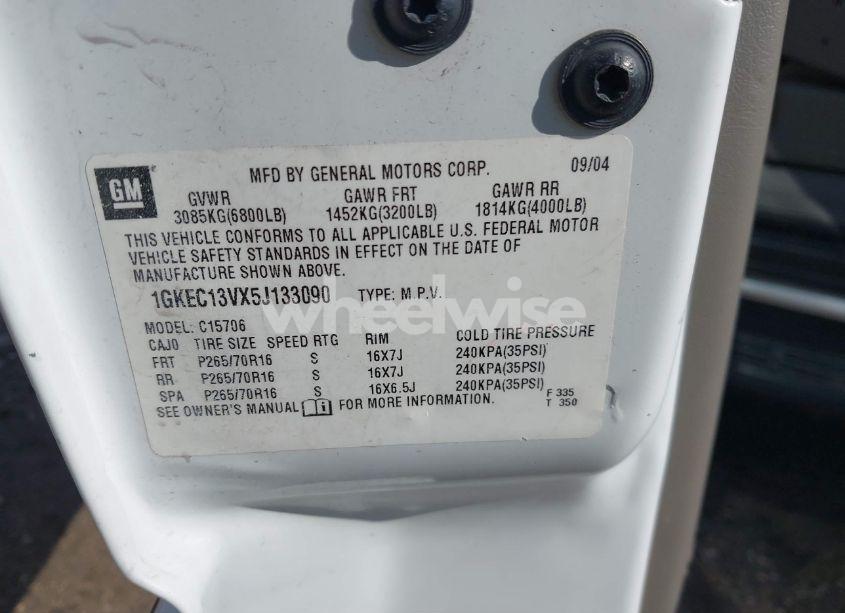 GM
MFD BY GENERAL MOTORS CORP. 09/04
GVWR GAWR FRT GAWR RR
3085KG(6800LB) 1452KG(3200LB) 1814KG(4000LB)
THIS VEHICLE CONFORMS TO ALL APPLICABLE U.S. FEDERAL MOTOR
VEHICLE SAFETY STANDARDS IN EFFECT ON THE DATE OF
MANUFACTURE SHOWN ABOVE.
1GKEC13VX5J133090 TYPE: M.P.V.
wheelwise
MODEL: C15706
CAJ0 TIRE SIZE SPEED RTG RIM COLD TIRE PRESSURE
FRT P265/70R16 S 16X7J 240KPA(35PSI)
RR P265/70R16 S 16X7J 240KPA(35PSI)
SPA P265/70R16 S 16X6.5J 240KPA(35PSI)
SEE OWNER'S MANUAL i FOR MORE INFORMATION.
F 335
T 350